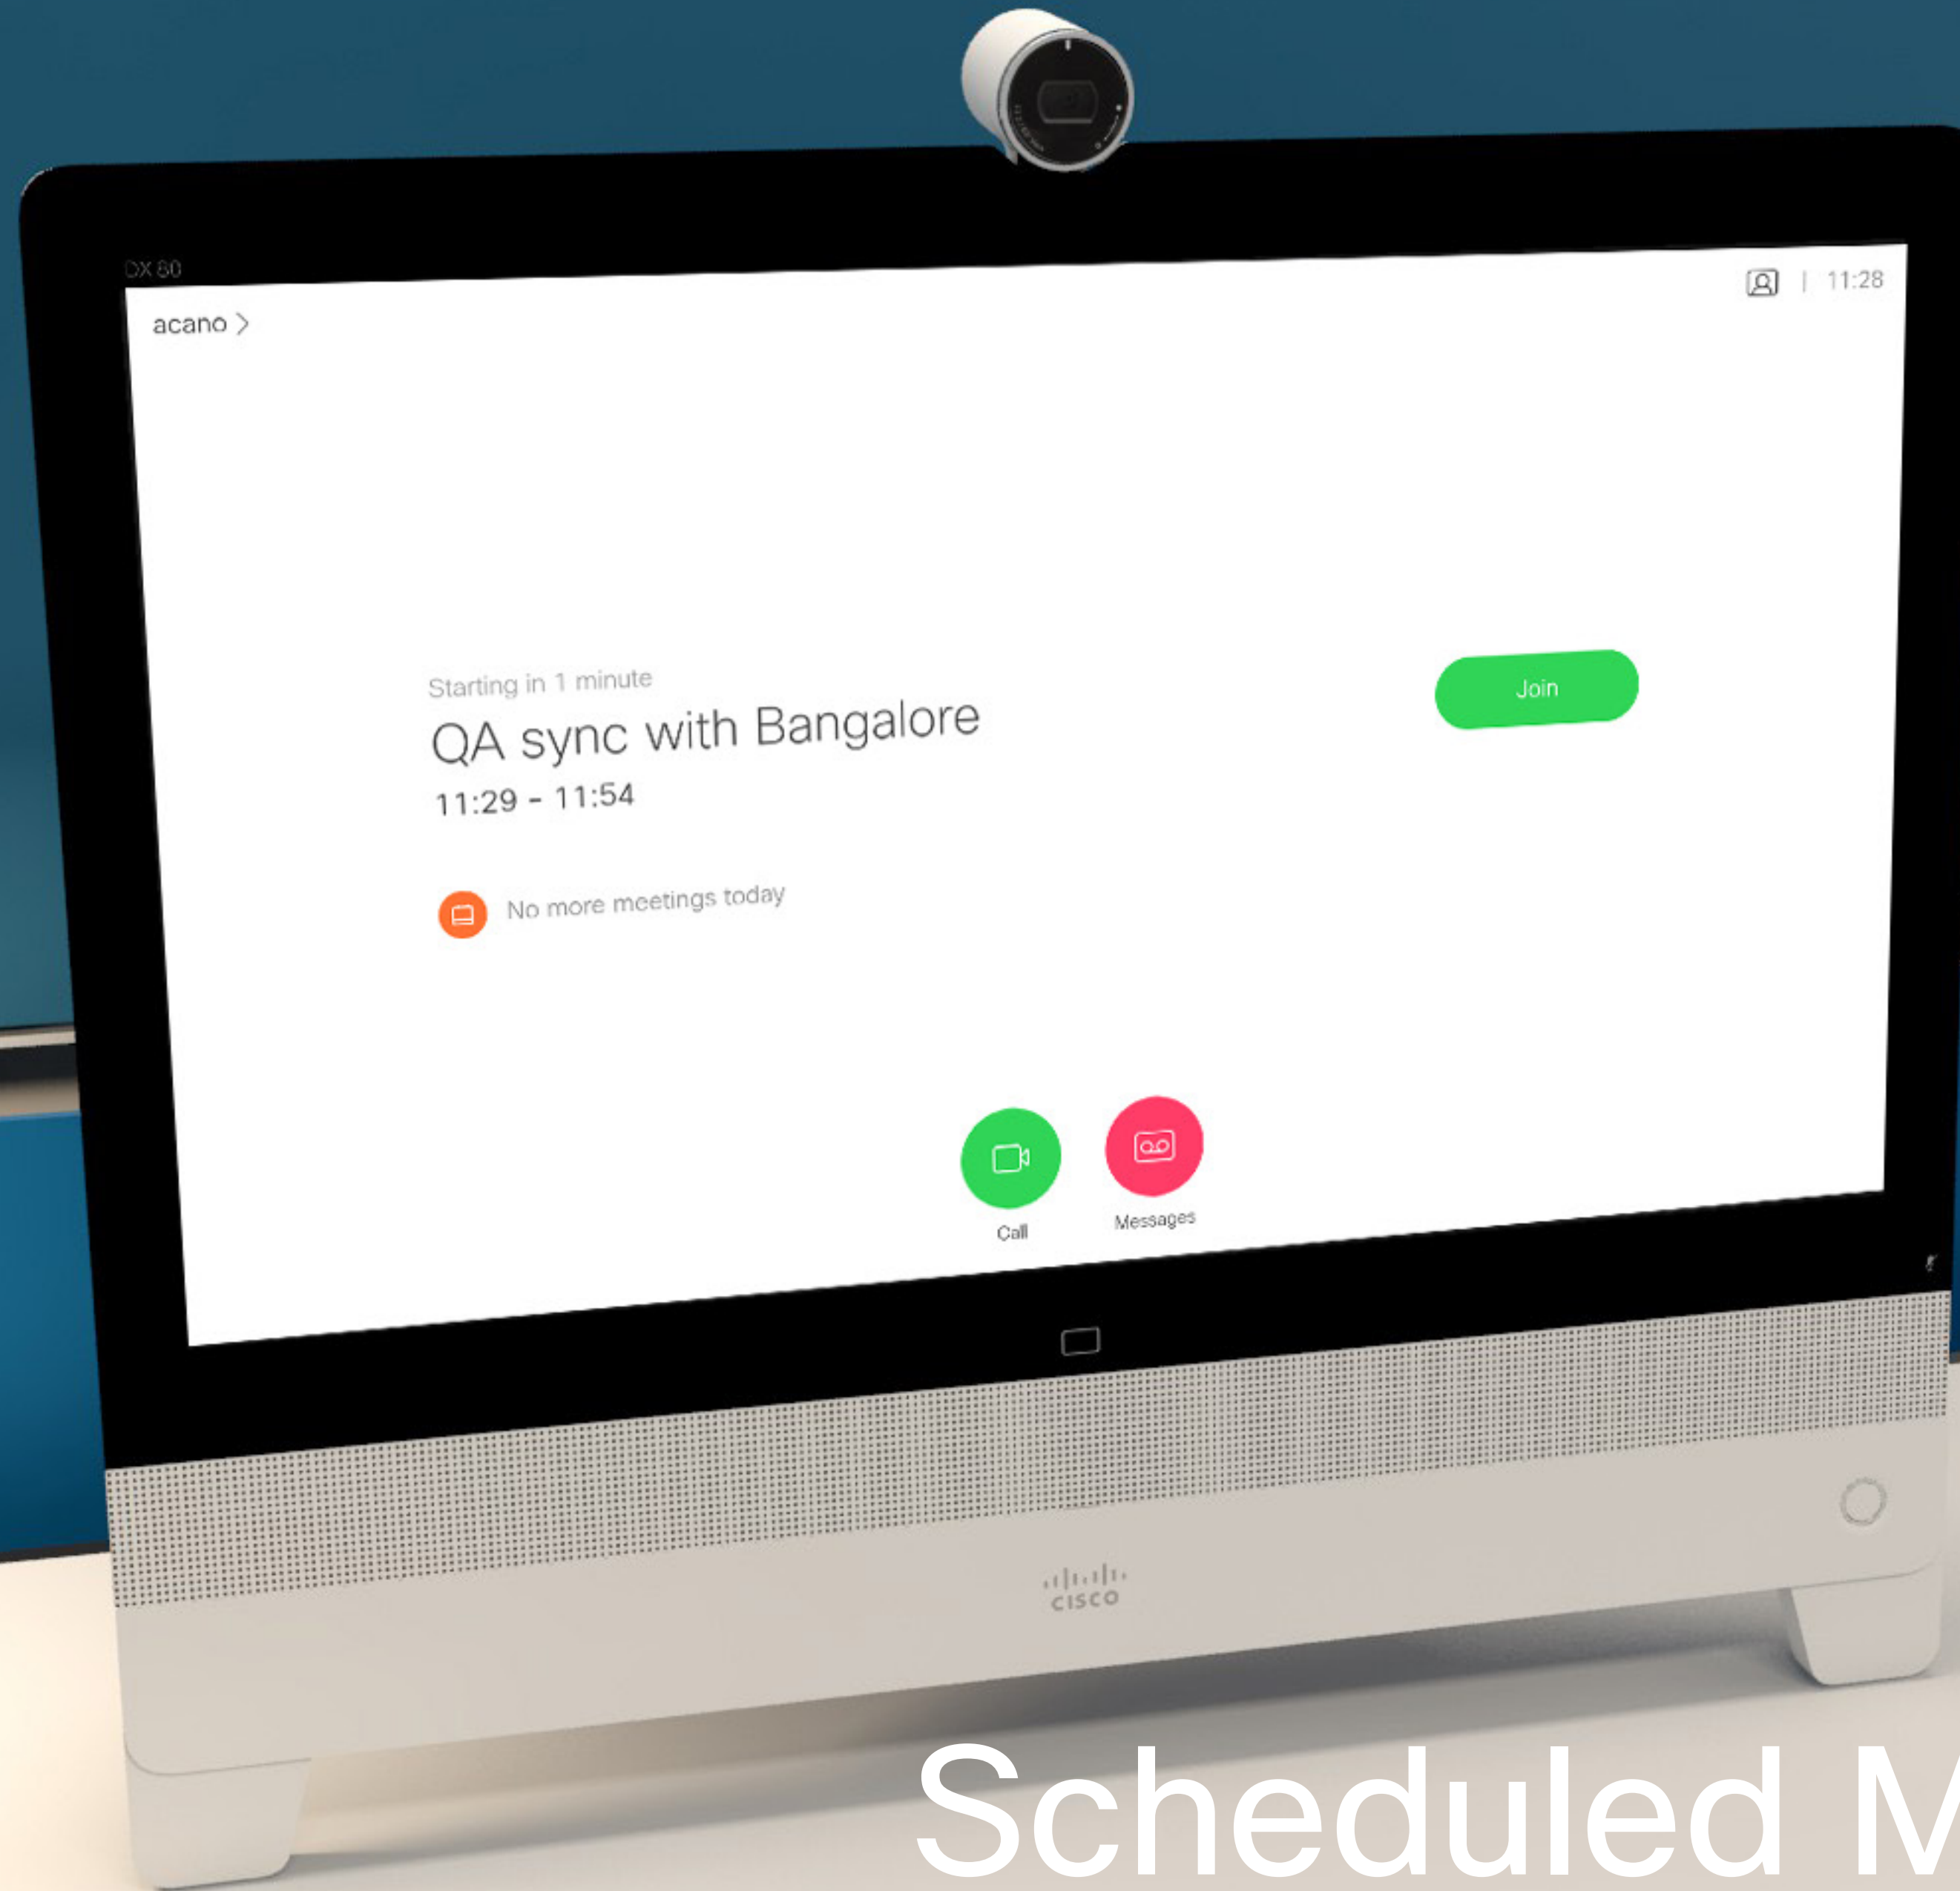 DX 80
acano
11:28
Starting in 1 minute
QA sync with Bangalore
11:29 - 11:54
Join
No more meetings today
Call
Messages
CISCO
Scheduled M